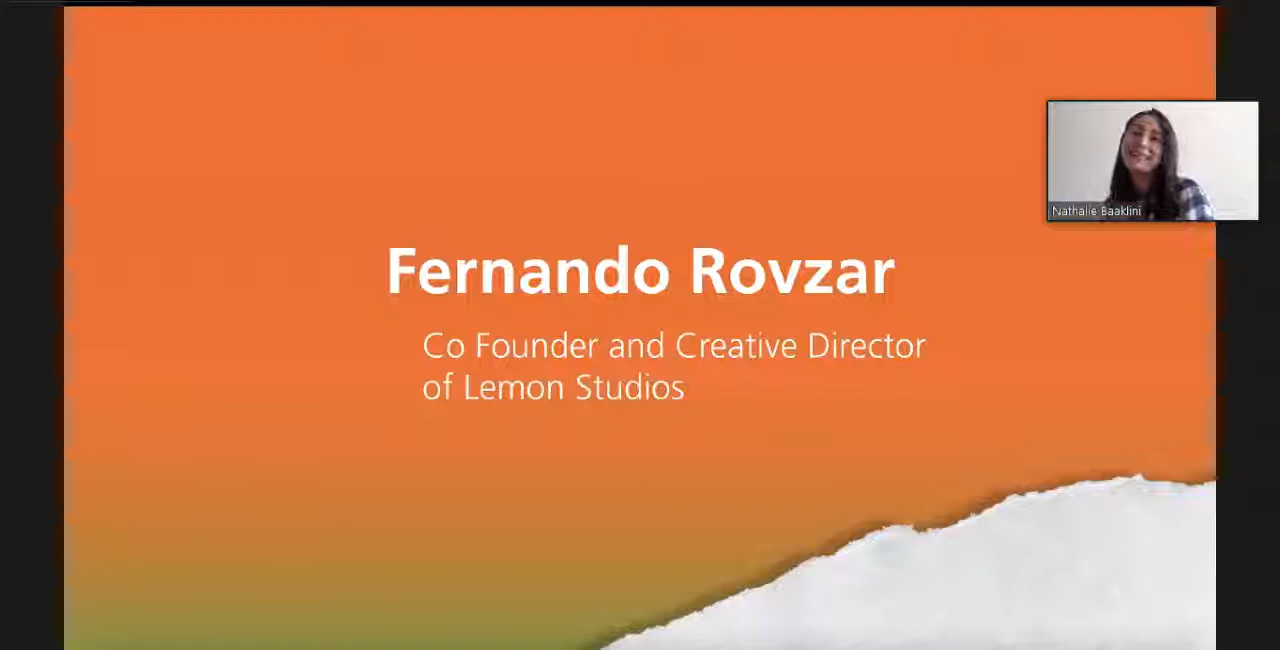 Fernando Rovzar
Co Founder and Creative Director
of Lemon Studios
Nathalie Baaklini